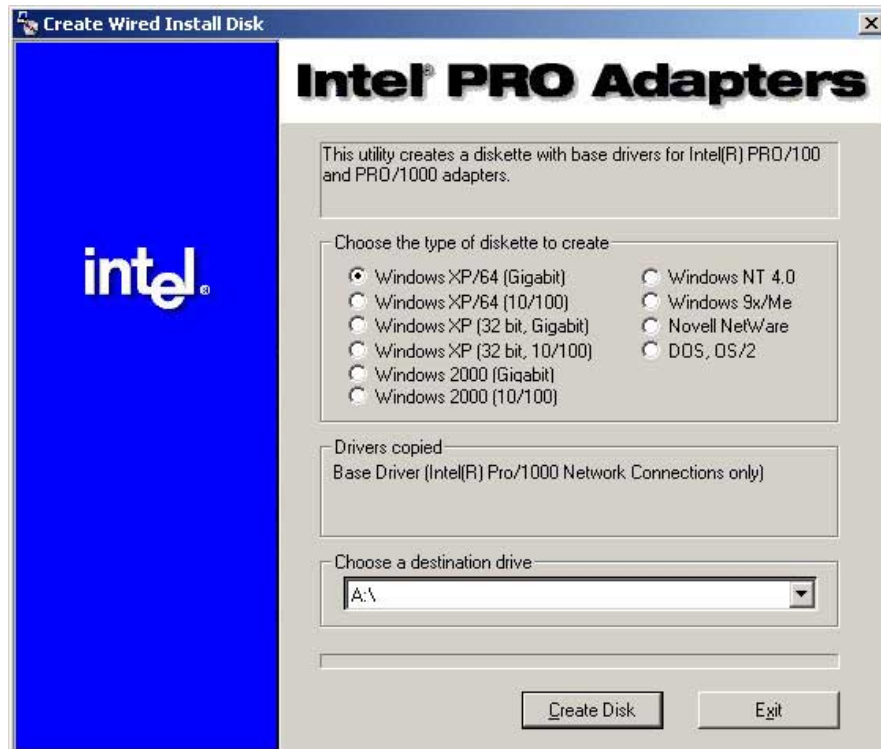 Create Wired Install Disk
Intel® PRO Adapters
intel®
This utility creates a diskette with base drivers for Intel(R) PRO/100
and PRO/1000 adapters.
Choose the type of diskette to create
Windows XP/64 (Gigabit)
Windows XP/64 (10/100)
Windows XP (32 bit, Gigabit)
Windows XP (32 bit, 10/100)
Windows 2000 (Gigabit)
Windows 2000 (10/100)
Windows NT 4.0
Windows 9x/Me
Novell NetWare
DOS, OS/2
Drivers copied
Base Driver (Intel(R) Pro/1000 Network Connections only)
Choose a destination drive
A:\
Create Disk
Exit